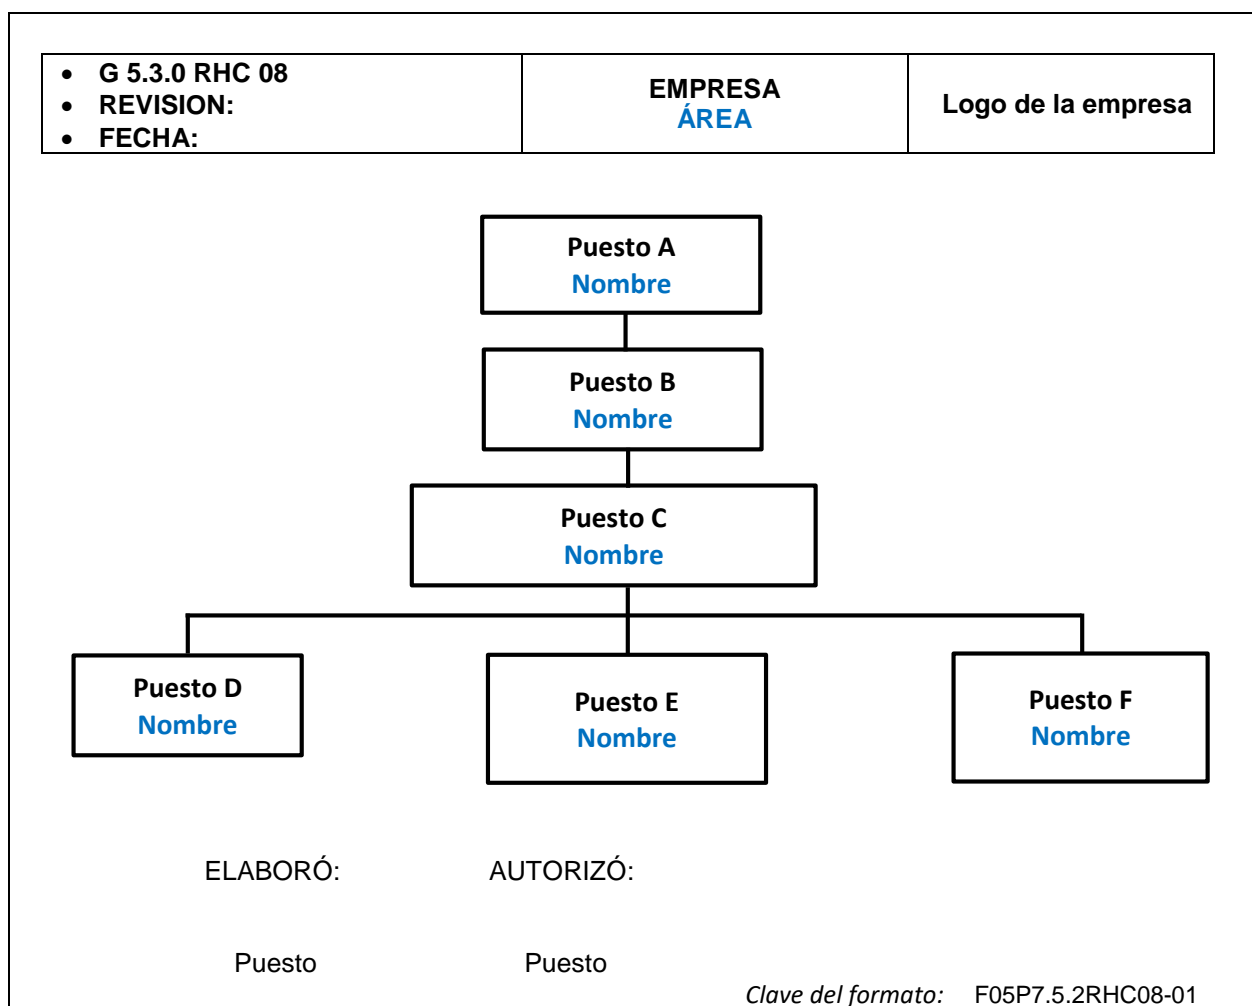 • G 5.3.0 RHC 08
• REVISION:
• FECHA:
EMPRESA
ÁREA
Logo de la empresa
Puesto A
Nombre
Puesto B
Nombre
Puesto C
Nombre
Puesto D
Nombre
Puesto E
Nombre
Puesto F
Nombre
ELABORÓ: AUTORIZÓ:
Puesto Puesto
Clave del formato: F05P7.5.2RHC08-01